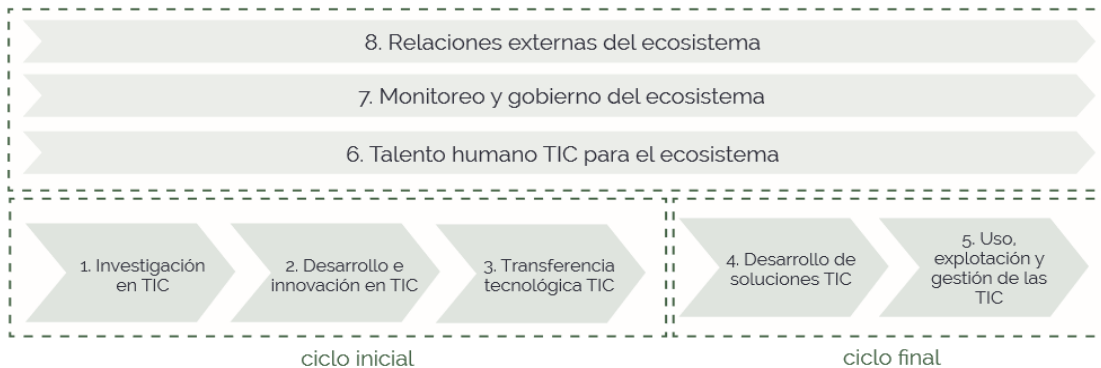 8. Relaciones externas del ecosistema
7. Monitoreo y gobierno del ecosistema
6. Talento humano TIC para el ecosistema
1. Investigación
en TIC
2. Desarrollo e
innovación en TIC
3. Transferencia
tecnológica TIC
4. Desarrollo de
soluciones TIC
5. Uso,
explotación y
gestión de las
TIC
ciclo inicial
ciclo final